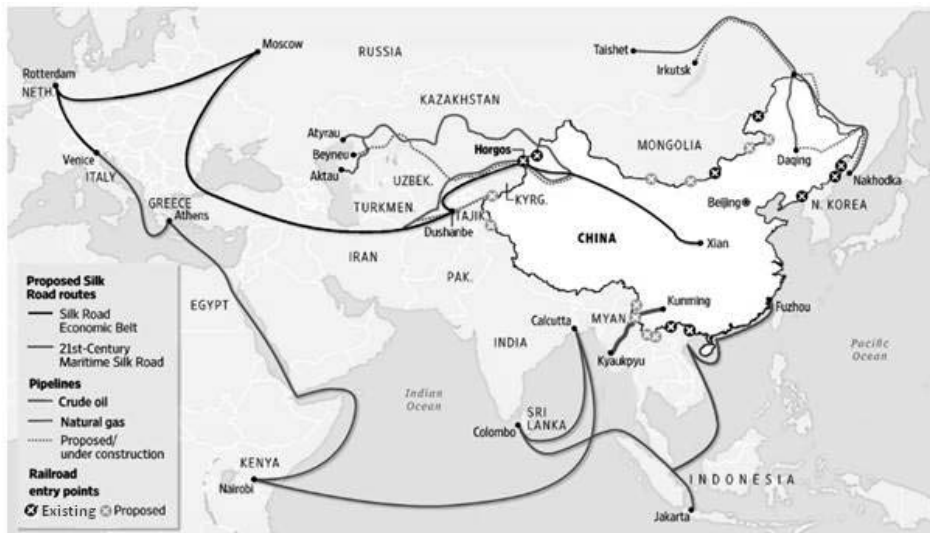 Moscow
RUSSIA
Taishet
Irkutsk
Rotterdam
NETH.
KAZAKHSTAN
Atyrau
Beyneu
Aktau
Horgos
MONGOLIA
Daqing
Nakhodka
Venice
ITALY
UZBEK.
TURKMEN.
KYRG.
TAJIK.
Dushanbe
Beijing
N. KOREA
GREECE
Athens
CHINA
Xian
IRAN
PAK.
EGYPT
Proposed Silk
Road routes
Silk Road
Economic Belt
21st-Century
Maritime Silk Road
Pipelines
Crude oil
Natural gas
Proposed/
under construction
Railroad
entry points
Existing
Proposed
Calcutta
MYAN.
Kunming
Fuzhou
INDIA
Kyaukpyu
Pacific
Ocean
Indian
Ocean
SRI
LANKA
Colombo
KENYA
Nairobi
INDONESIA
Jakarta